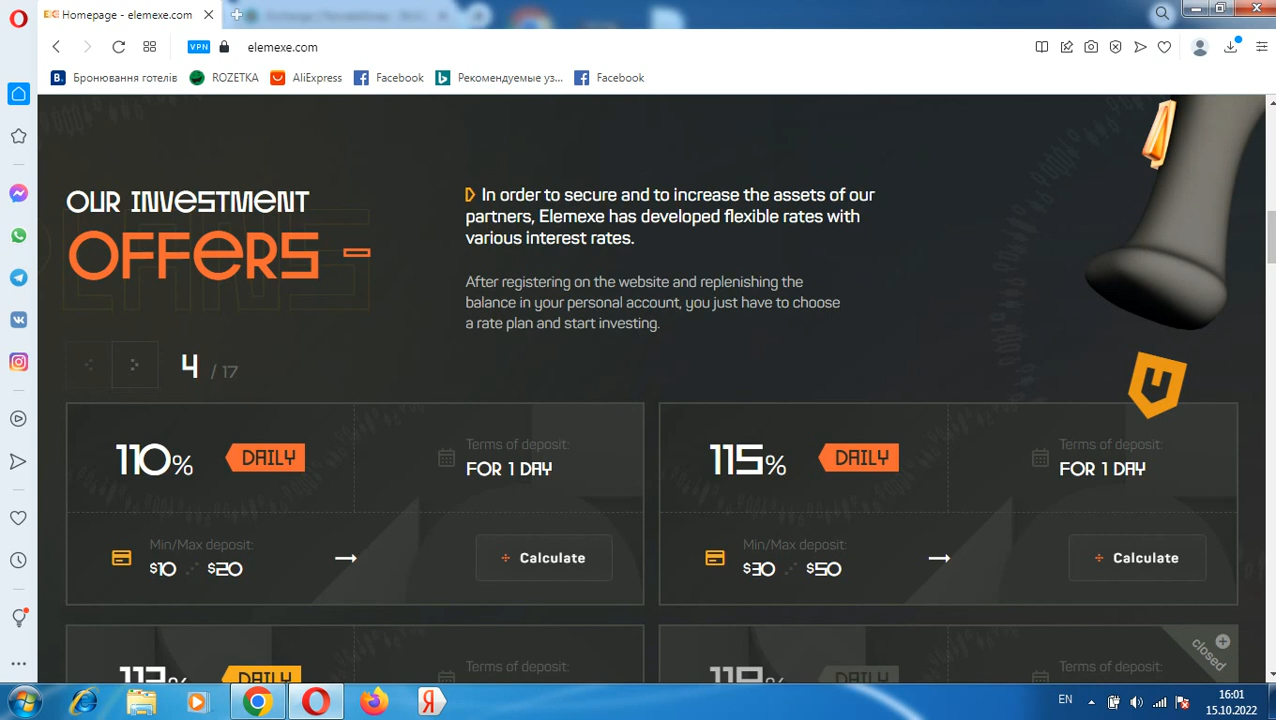 Homepage - elemexe.com
VPN
elemexe.com
B. Бронювання готелів
ROZETKA
AliExpress
Facebook
Рекомендуемые уз...
Facebook
OUR INVESTMENT
OFFERS -
In order to secure and to increase the assets of our
partners, Elemexe has developed flexible rates with
various interest rates.
After registering on the website and replenishing the
balance in your personal account, you just have to choose
a rate plan and start investing.
4 / 17
110% DAILY
Terms of deposit:
FOR 1 DAY
Min/Max deposit:
$10 $20
Calculate
115% DAILY
Terms of deposit:
FOR 1 DAY
Min/Max deposit:
$30 $50
Calculate
DAILY
Terms of deposit:
DAILY
Terms of deposit:
closed
EN
16:01
15.10.2022